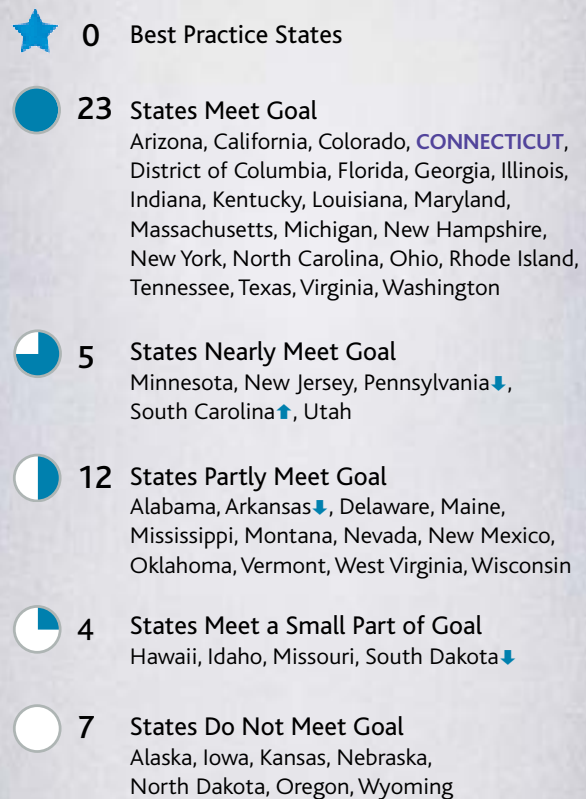 0 Best Practice States
23 States Meet Goal
Arizona, California, Colorado, CONNECTICUT,
District of Columbia, Florida, Georgia, Illinois,
Indiana, Kentucky, Louisiana, Maryland,
Massachusetts, Michigan, New Hampshire,
New York, North Carolina, Ohio, Rhode Island,
Tennessee, Texas, Virginia, Washington
5 States Nearly Meet Goal
Minnesota, New Jersey, Pennsylvania⬇,
South Carolina⬆, Utah
12 States Partly Meet Goal
Alabama, Arkansas⬇, Delaware, Maine,
Mississippi, Montana, Nevada, New Mexico,
Oklahoma, Vermont, West Virginia, Wisconsin
4 States Meet a Small Part of Goal
Hawaii, Idaho, Missouri, South Dakota⬇
7 States Do Not Meet Goal
Alaska, Iowa, Kansas, Nebraska,
North Dakota, Oregon, Wyoming